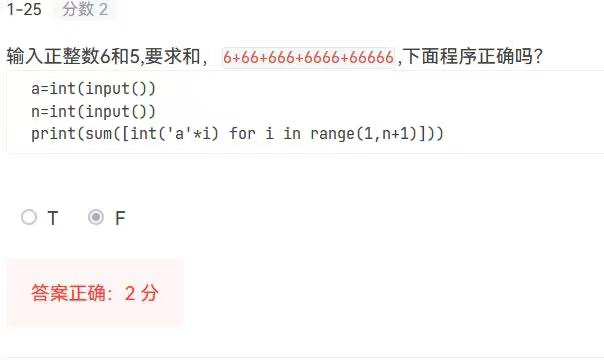 1-25 分数 2
输入正整数6和5,要求和， 6+66+666+6666+66666 ,下面程序正确吗?
a=int(input())
n=int(input())
print(sum([int('a'*i) for i in range(1,n+1)]))
T F
答案正确：2 分